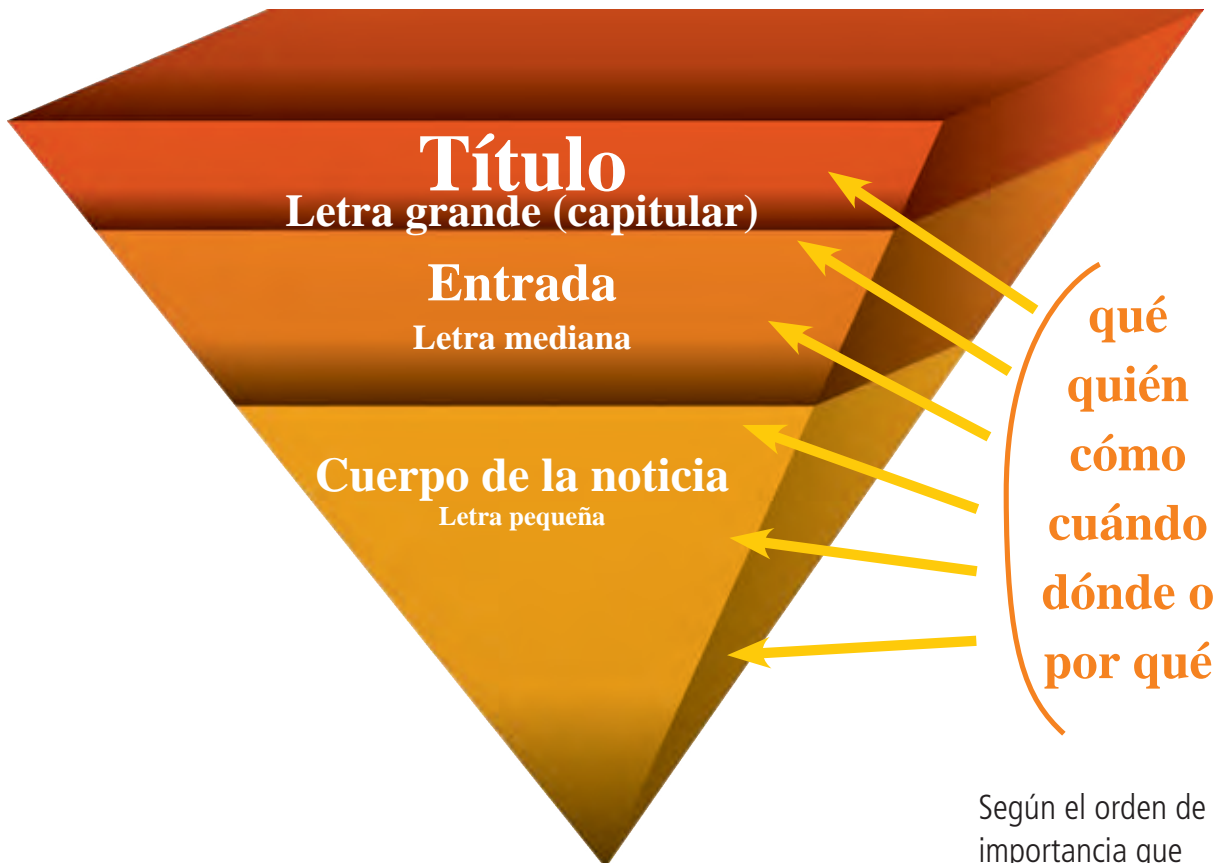 Título
Letra grande (capitular)
Entrada
Letra mediana
Cuerpo de la noticia
Letra pequeña
qué
quién
cómo
cuándo
dónde o
por qué
Según el orden de
importancia que